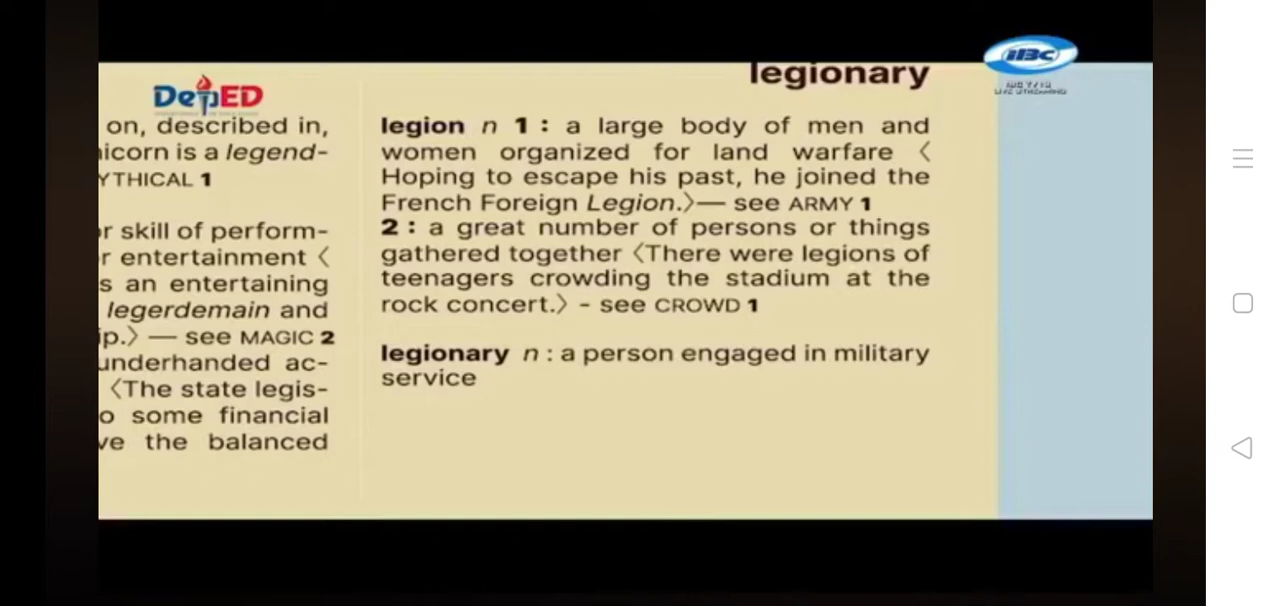 legionary
DepED
IBC
on, described in,
nicorn is a legend-
YTHICAL 1
r skill of perform-
r entertainment 〈
s an entertaining
legerdemain and
ip.〉 — see MAGIC 2
underhanded ac-
〈The state legis-
o some financial
ve the balanced
legion n 1 : a large body of men and
women organized for land warfare 〈
Hoping to escape his past, he joined the
French Foreign Legion.〉— see ARMY 1
2 : a great number of persons or things
gathered together 〈There were legions of
teenagers crowding the stadium at the
rock concert.〉 - see CROWD 1
legionary n : a person engaged in military
service